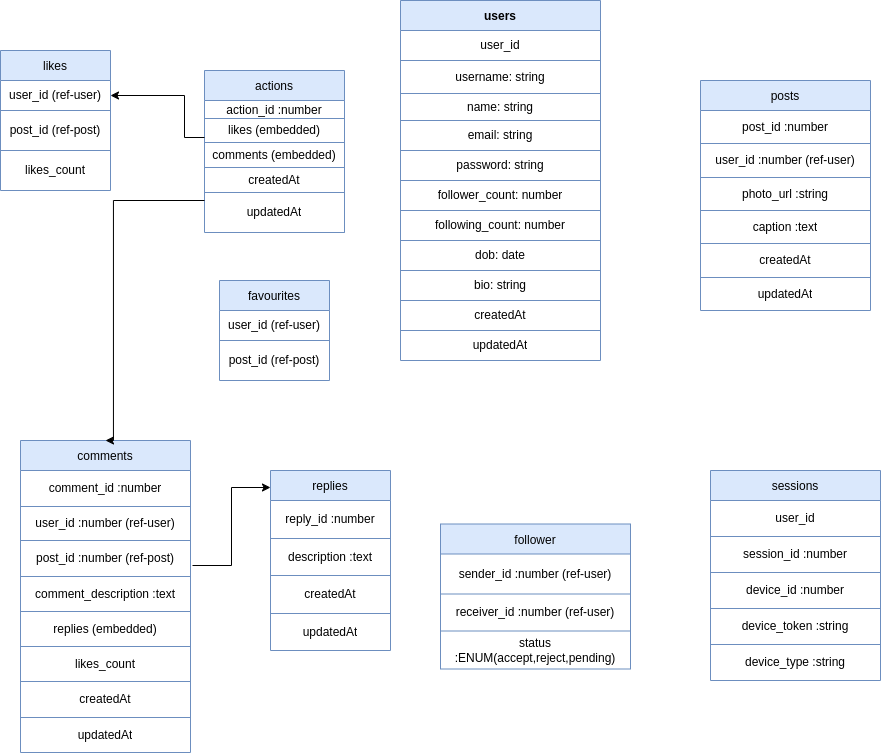 likes
user_id (ref-user)
post_id (ref-post)
likes_count
actions
action_id :number
likes (embedded)
comments (embedded)
createdAt
updatedAt
favourites
user_id (ref-user)
post_id (ref-post)
users
user_id
username: string
name: string
email: string
password: string
follower_count: number
following_count: number
dob: date
bio: string
createdAt
updatedAt
posts
post_id :number
user_id :number (ref-user)
photo_url :string
caption :text
createdAt
updatedAt
comments
comment_id :number
user_id :number (ref-user)
post_id :number (ref-post)
comment_description :text
replies (embedded)
likes_count
createdAt
updatedAt
replies
reply_id :number
description :text
createdAt
updatedAt
follower
sender_id :number (ref-user)
receiver_id :number (ref-user)
status
:ENUM(accept,reject,pending)
sessions
user_id
session_id :number
device_id :number
device_token :string
device_type :string